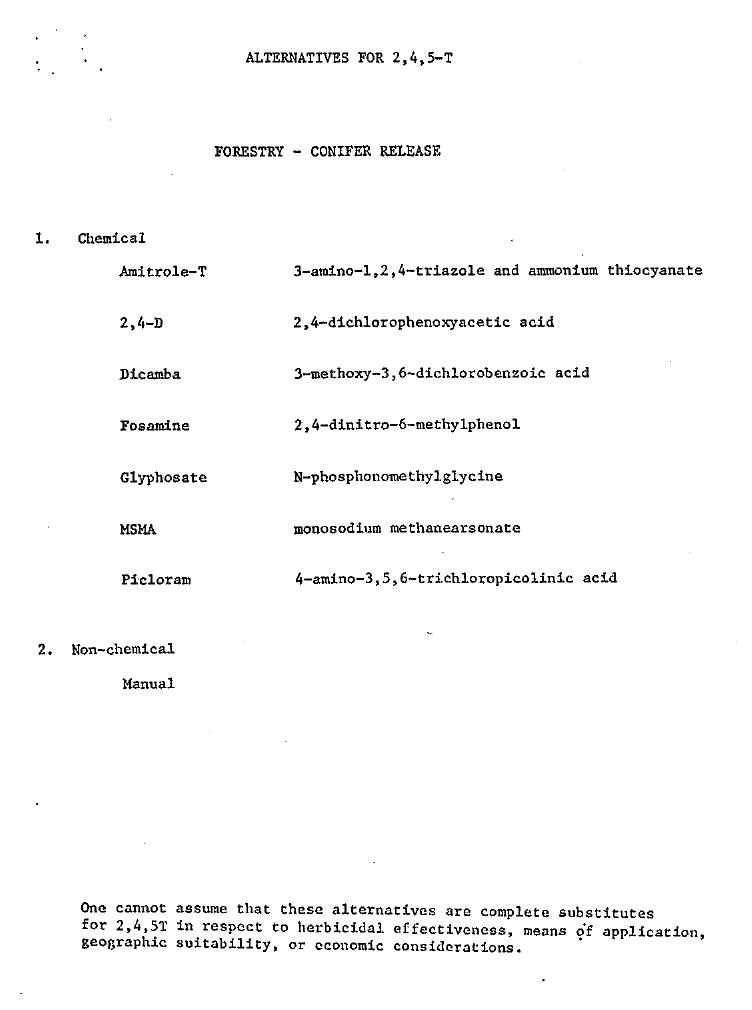 ALTERNATIVES FOR 2,4,5-T
FORESTRY - CONIFER RELEASE
1. Chemical
Amitrole-T 3-amino-1,2,4-triazole and ammonium thiocyanate
2,4-D 2,4-dichlorophenoxyacetic acid
Dicamba 3-methoxy-3,6-dichlorobenzoic acid
Fosamine 2,4-dinitro-6-methylphenol
Glyphosate N-phosphonomethylglycine
MSMA monosodium methanearsonate
Picloram 4-amino-3,5,6-trichloropicolinic acid
2. Non-chemical
Manual
One cannot assume that these alternatives are complete substitutes
for 2,4,5T in respect to herbicidal effectiveness, means of application,
geographic suitability, or economic considerations.